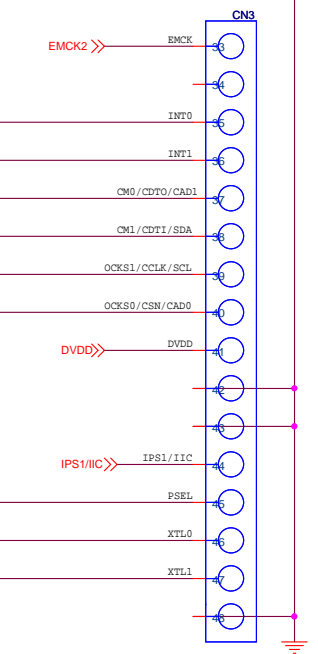 CN3
EMCK2 EMCK 33
34
INT0 35
INT1 36
CM0/CDTO/CAD1 37
CM1/CDTI/SDA 38
OCKS1/CCLK/SCL 39
OCKS0/CSN/CAD0 40
DVDD DVDD 41
42
43
IPS1/IIC IPS1/IIC 44
PSEL 45
XTL0 46
XTL1 47
48